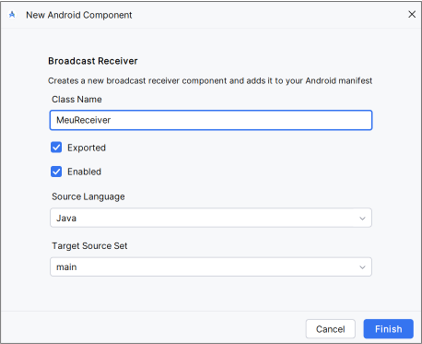 New Android Component
Broadcast Receiver
Creates a new broadcast receiver component and adds it to your Android manifest
Class Name
MeuReceiver
Exported
Enabled
Source Language
Java
Target Source Set
main
Cancel
Finish